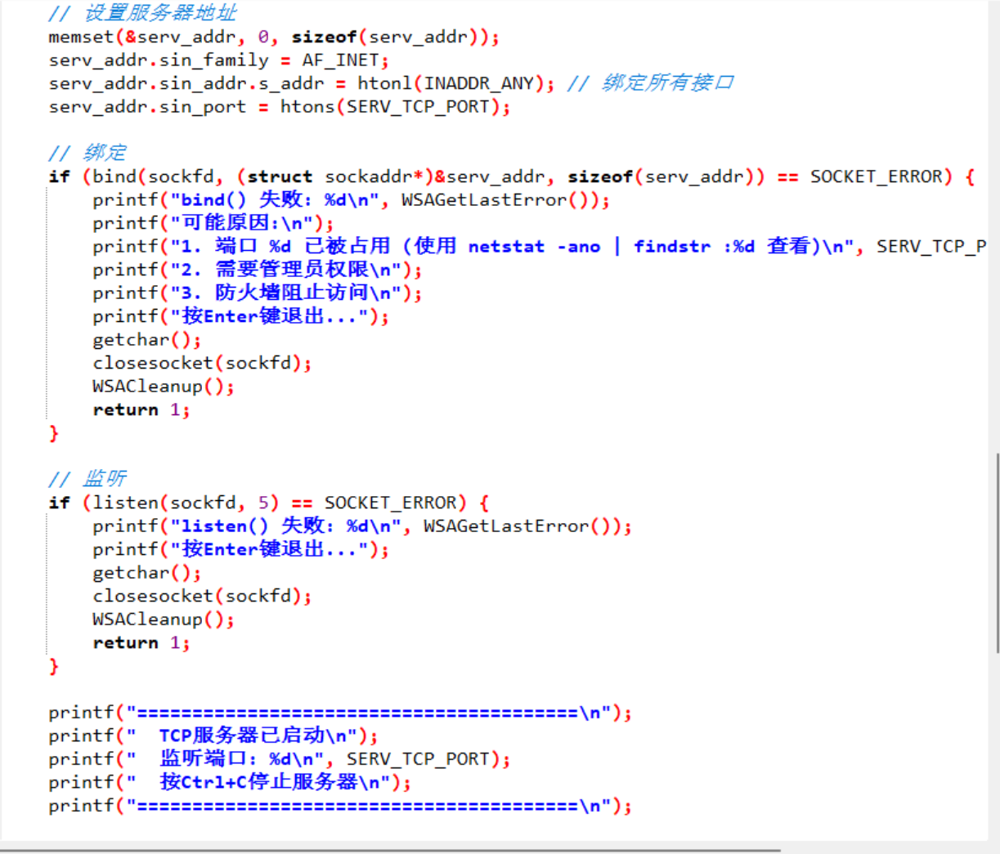 // 设置服务器地址
memset(&serv_addr, 0, sizeof(serv_addr));
serv_addr.sin_family = AF_INET;
serv_addr.sin_addr.s_addr = htonl(INADDR_ANY); // 绑定所有接口
serv_addr.sin_port = htons(SERV_TCP_PORT);
// 绑定
if (bind(sockfd, (struct sockaddr*)&serv_addr, sizeof(serv_addr)) == SOCKET_ERROR) {
printf("bind() 失败: %d\n", WSAGetLastError());
printf("可能原因:\n");
printf("1. 端口 %d 已被占用 (使用 netstat -ano | findstr :%d 查看)\n", SERV_TCP_P
printf("2. 需要管理员权限\n");
printf("3. 防火墙阻止访问\n");
printf("按Enter键退出...");
getchar();
closesocket(sockfd);
WSACleanup();
return 1;
}
// 监听
if (listen(sockfd, 5) == SOCKET_ERROR) {
printf("listen() 失败: %d\n", WSAGetLastError());
printf("按Enter键退出...");
getchar();
closesocket(sockfd);
WSACleanup();
return 1;
}
printf("========================================\n");
printf("  TCP服务器已启动\n");
printf("  监听端口: %d\n", SERV_TCP_PORT);
printf("  按Ctrl+C停止服务器\n");
printf("========================================\n");